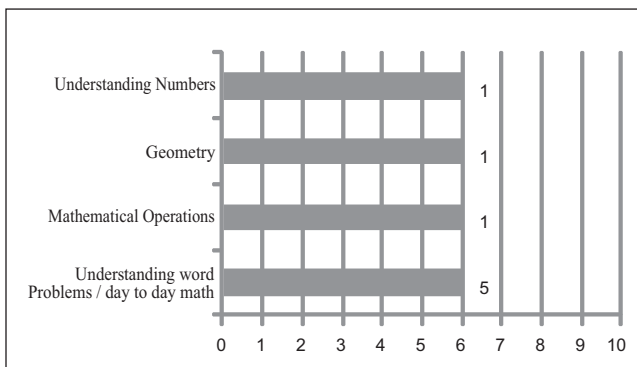 Understanding Numbers
1
Geometry
1
Mathematical Operations
1
Understanding word
Problems / day to day math
5
0 1 2 3 4 5 6 7 8 9 10